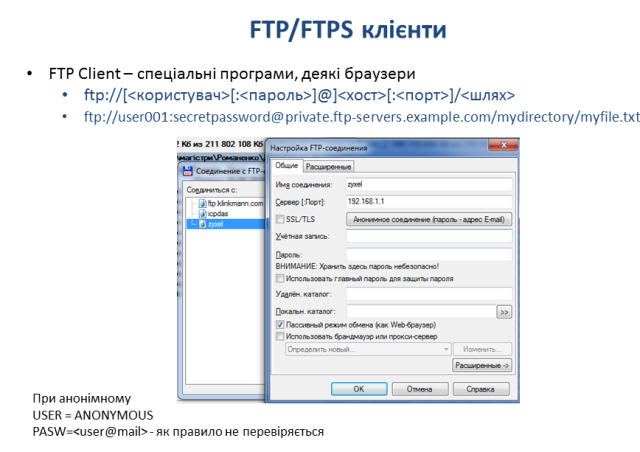 FTP/FTPS клієнти
• FTP Client – спеціальні програми, деякі браузери
• ftp://[<користувач>[:<пароль>]@]<хост>[:<порт>]/<шлях>
• ftp://user001:secretpassword@private.ftp-servers.example.com/mydirectory/myfile.txt
Кб из 211 802 108 Кб
\магістри\Романенко\
Соединение с FTP-
Соединиться с:
ftp.klinkmann.com
icpdas
zyxel
Настройка FTP-соединения
Общие Расширенные
Имя соединения: zyxel
Сервер [:Порт]: 192.168.1.1
SSL/TLS Анонимное соединение (пароль - адрес E-mail)
Учётная запись:
Пароль:
ВНИМАНИЕ: Хранить здесь пароль небезопасно!
Использовать главный пароль для защиты пароля
Удалён. каталог:
Локальн. каталог: >>
Пассивный режим обмена (как Web-браузер)
Использовать брандмауэр или прокси-сервер
Определить новый... Изменить...
Расширенные ->
OK Отмена Справка
При анонімному
USER = ANONYMOUS
PASW=<user@mail> - як правило не перевіряється